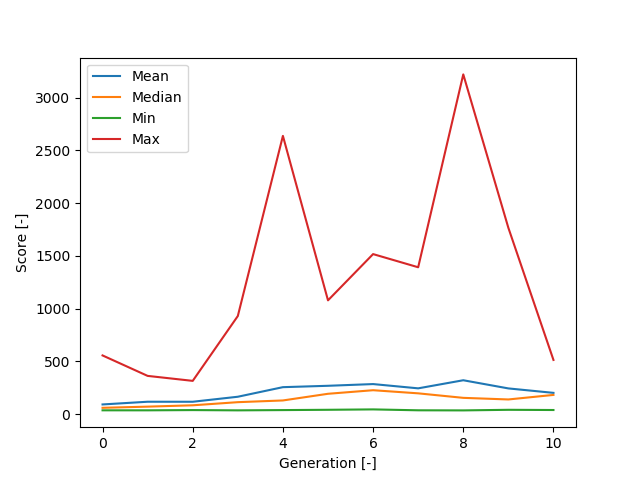 Mean
Median
Min
Max
3000
2500
2000
1500
1000
500
0
Score [-]
0 2 4 6 8 10
Generation [-]